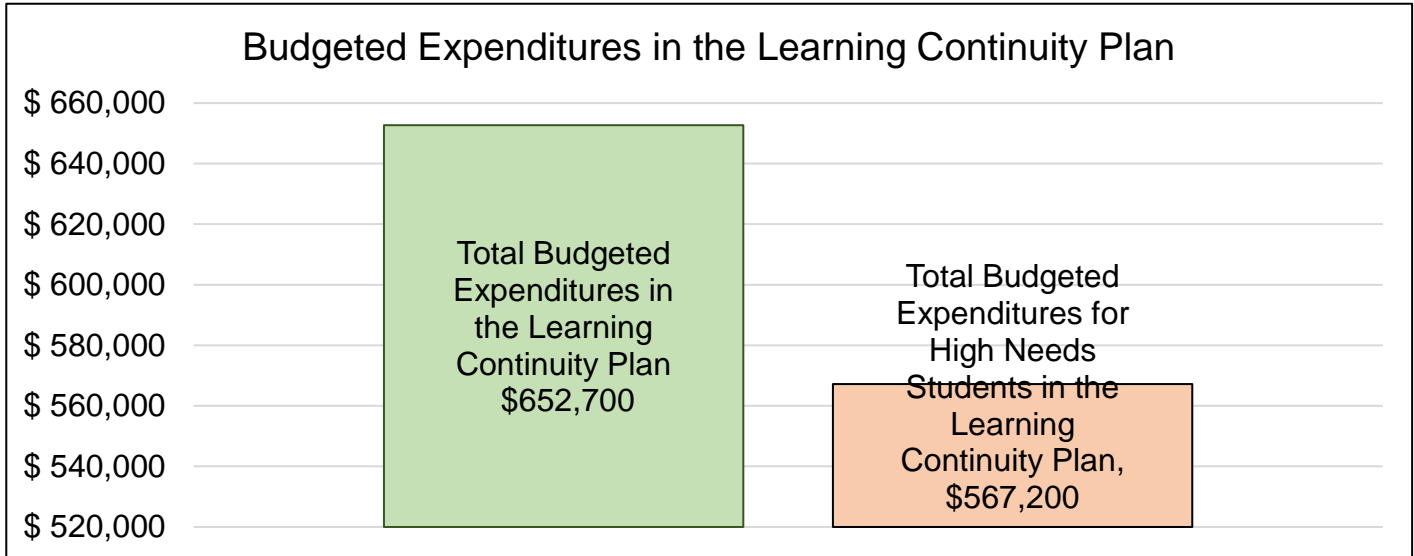 Budgeted Expenditures in the Learning Continuity Plan
$ 660,000
$ 640,000
$ 620,000
$ 600,000
$ 580,000
$ 560,000
$ 540,000
$ 520,000
Total Budgeted
Expenditures in
the Learning
Continuity Plan
$652,700
Total Budgeted
Expenditures for
High Needs
Students in the
Learning
Continuity Plan,
$567,200